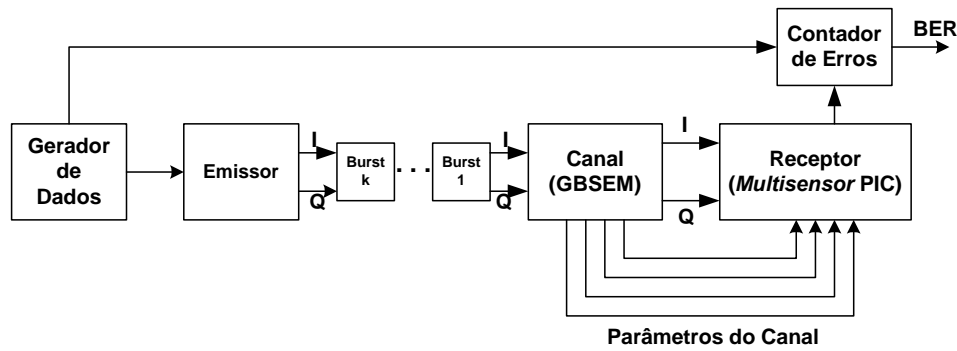 Contador
de Erros
BER
Gerador
de
Dados
Emissor
I
Q
Burst
k
. . .
Burst
1
I
Q
Canal
(GBSEM)
I
Q
Receptor
(Multisensor PIC)
Parâmetros do Canal